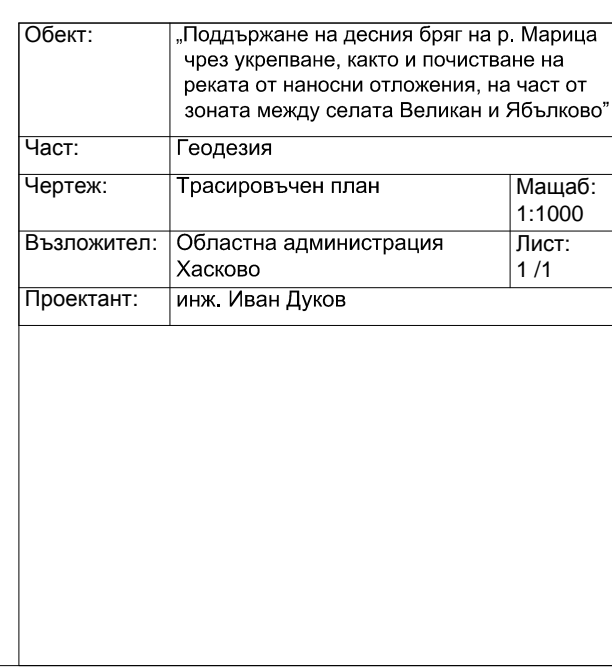 Обект: „Поддържане на десния бряг на р. Марица
чрез укрепване, както и почистване на
реката от наносни отложения, на част от
зоната между селата Великан и Ябълково”
Част: Геодезия
Чертеж: Трасировъчен план Мащаб:
1:1000
Възложител: Областна администрация Лист:
Хасково 1 /1
Проектант: инж. Иван Дуков